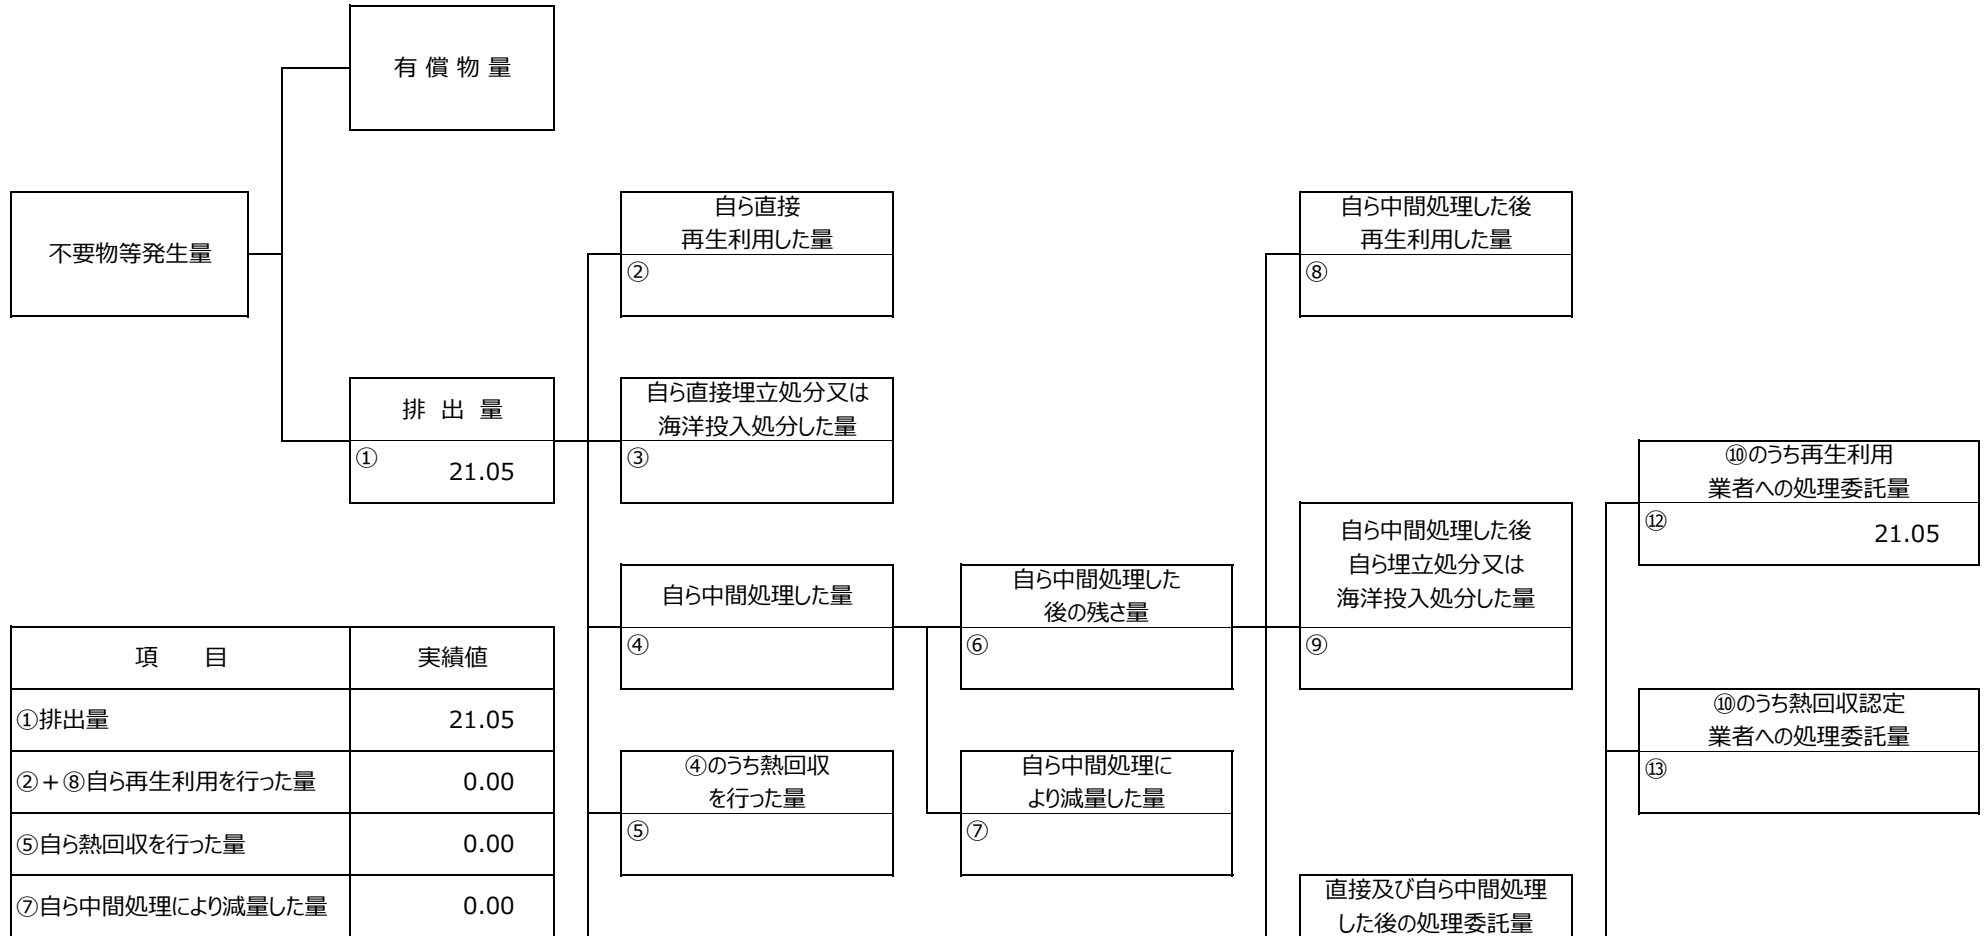 有償物量
不要物等発生量
自ら直接
再生利用した量
②
自ら中間処理した後
再生利用した量
⑧
排出量
① 21.05
自ら直接埋立処分又は
海洋投入処分した量
③
⑩のうち再生利用
業者への処理委託量
⑫ 21.05
自ら中間処理した量
④
自ら中間処理した
後の残さ量
⑥
自ら中間処理した後
自ら埋立処分又は
海洋投入処分した量
⑨
⑩のうち熱回収認定
業者への処理委託量
⑬
④のうち熱回収
を行った量
⑤
自ら中間処理に
より減量した量
⑦
直接及び自ら中間処理
した後の処理委託量
項目 実績値
①排出量 21.05
②+⑧自ら再生利用を行った量 0.00
⑤自ら熱回収を行った量 0.00
⑦自ら中間処理により減量した量 0.00